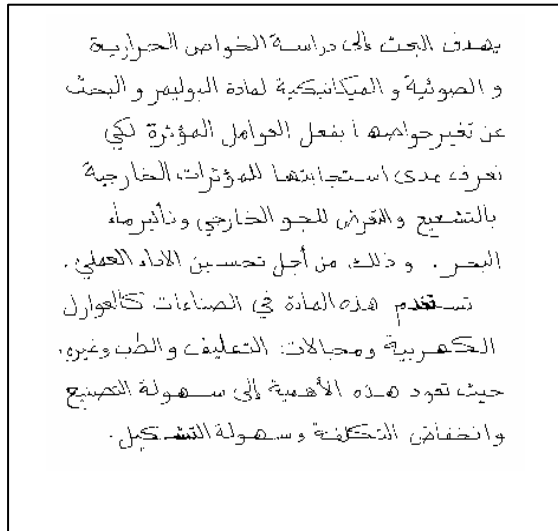 يهدف البحث إلى دراسة الخواص الحرارية
و الصوتية و الميكانيكية لمادة البوليمر و البحث
عن تغير خواصها بفعل العوامل المؤثرة لكي
نعرف مدى استجابتها للمؤثرات الخارجية
بالتشعيع والتعرض للجو الخارجي وتأثير ماء
البحر . و ذلك من أجل تحسين الاداء العملي .
تستخدم هذه المادة في الصناعات كالعوازل
الكهربية ومجالات التغليف والطب وغيره.
حيث تعود هذه الأهمية إلى سهولة التصنيع
وانخفاض التكلفة وسهولة التشكيل .